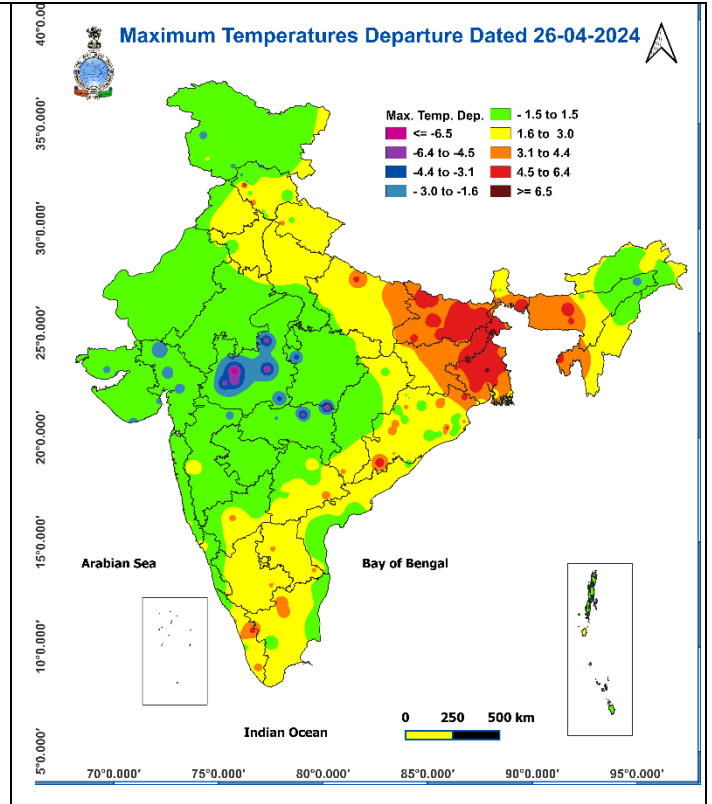 Maximum Temperatures Departure Dated 26-04-2024
Max. Temp. Dep.
<= -6.5
-6.4 to -4.5
-4.4 to -3.1
- 3.0 to -1.6
- 1.5 to 1.5
1.6 to 3.0
3.1 to 4.4
4.5 to 6.4
>= 6.5
40°0.000'
35°0.000'
30°0.000'
25°0.000'
20°0.000'
15°0.000'
10°0.000'
5°0.000'
Arabian Sea
Bay of Bengal
Indian Ocean
0 250 500 km
70°0.000' 75°0.000' 80°0.000' 85°0.000' 90°0.000' 95°0.000'